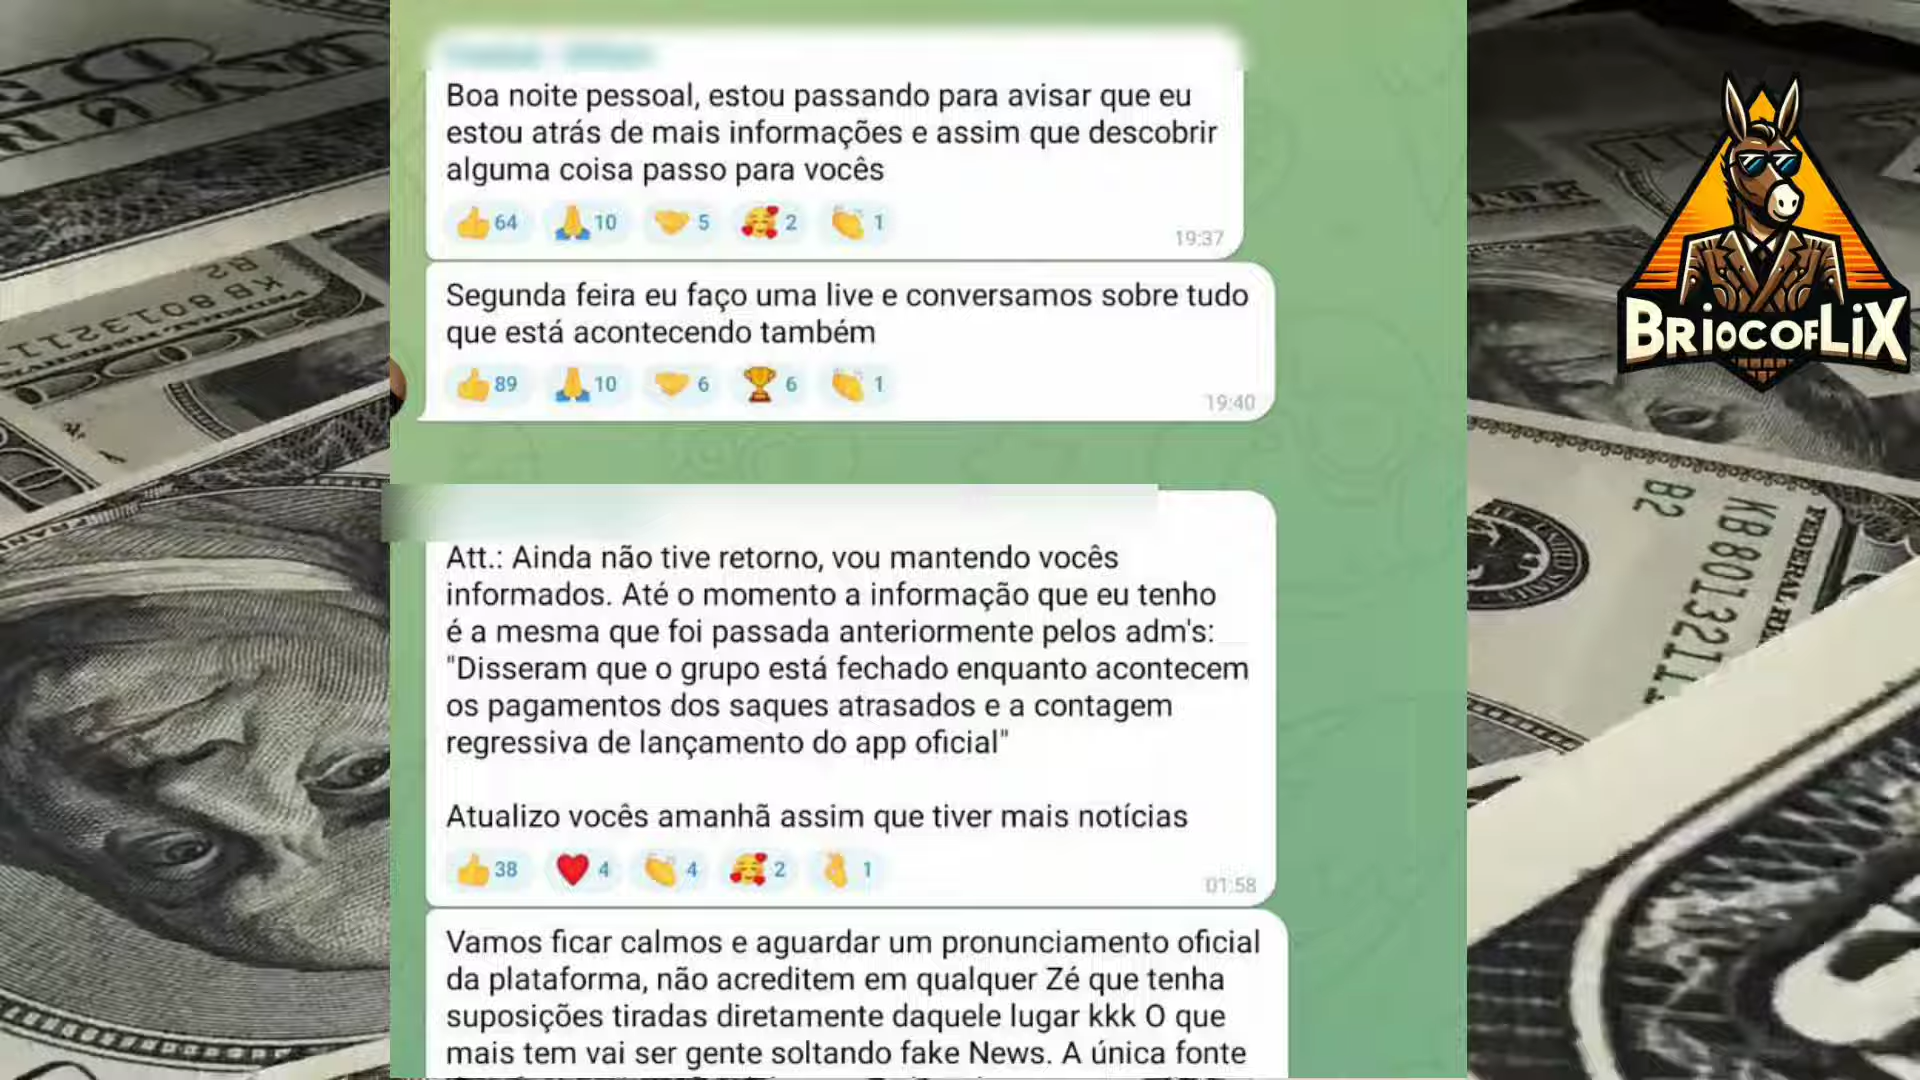 Boa noite pessoal, estou passando para avisar que eu
estou atrás de mais informações e assim que descobrir
alguma coisa passo para vocês
64 10 5 2 1
19:37
Segunda feira eu faço uma live e conversamos sobre tudo
que está acontecendo também
89 10 6 6 1
19:40
Att.: Ainda não tive retorno, vou mantendo vocês
informados. Até o momento a informação que eu tenho
é a mesma que foi passada anteriormente pelos adm's:
"Disseram que o grupo está fechado enquanto acontecem
os pagamentos dos saques atrasados e a contagem
regressiva de lançamento do app oficial"
Atualizo vocês amanhã assim que tiver mais notícias
38 4 4 2 1
01:58
Vamos ficar calmos e aguardar um pronunciamento oficial
da plataforma, não acreditem em qualquer Zé que tenha
suposições tiradas diretamente daquele lugar kkk O que
mais tem vai ser gente soltando fake News. A única fonte
BRIOCOFLIX
B2